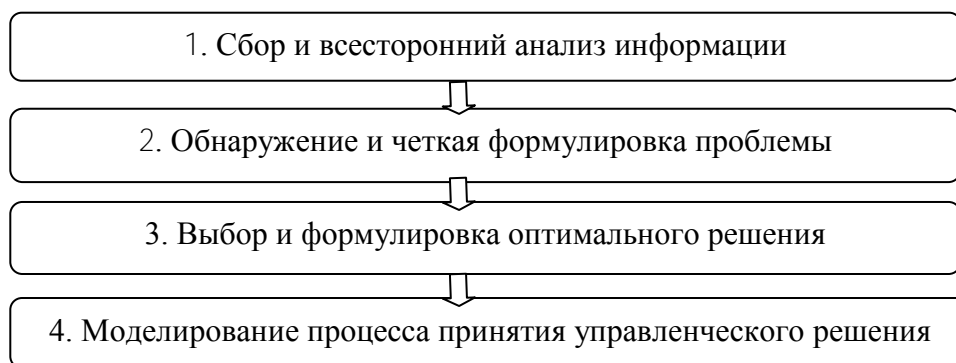 1. Сбор и всесторонний анализ информации
2. Обнаружение и четкая формулировка проблемы
3. Выбор и формулировка оптимального решения
4. Моделирование процесса принятия управленческого решения